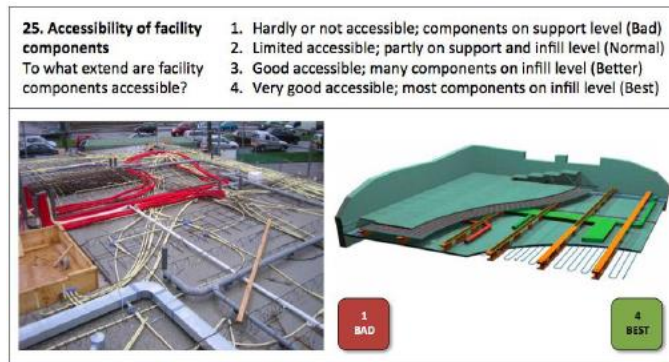 25. Accessibility of facility
components
To what extend are facility
components accessible?
1. Hardly or not accessible; components on support level (Bad)
2. Limited accessible; partly on support and infill level (Normal)
3. Good accessible; many components on infill level (Better)
4. Very good accessible; most components on infill level (Best)
1
BAD
4
BEST